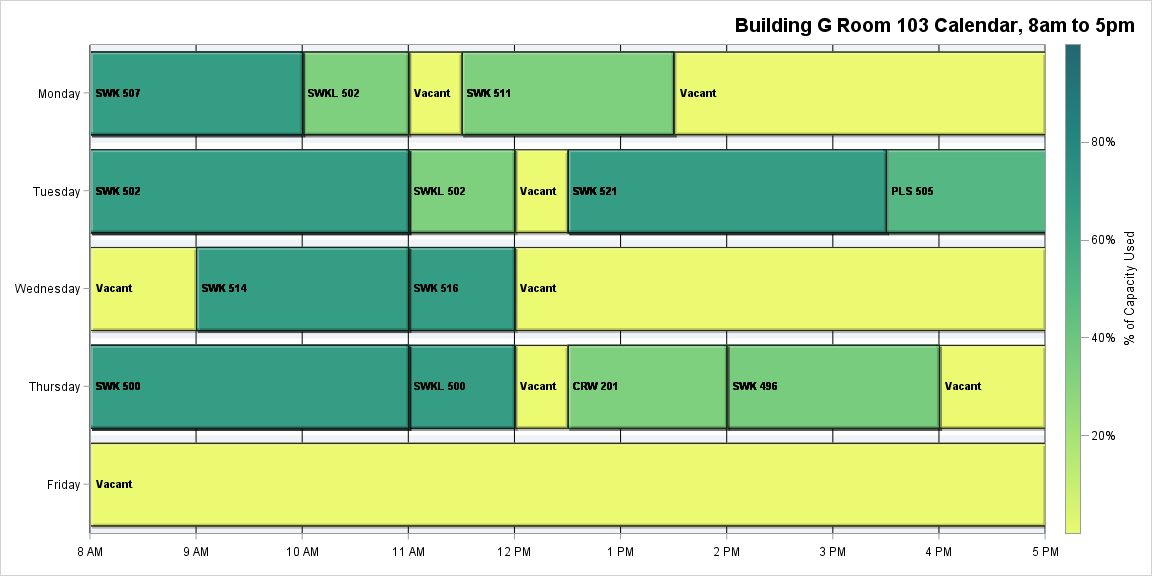 Building G Room 103 Calendar, 8am to 5pm
Monday
SWK 507
SWKL 502
Vacant
SWK 511
Vacant
Tuesday
SWK 502
SWKL 502
Vacant
SWK 521
PLS 505
Wednesday
Vacant
SWK 514
SWK 516
Vacant
Thursday
SWK 500
SWKL 500
Vacant
CRW 201
SWK 496
Vacant
Friday
Vacant
8 AM
9 AM
10 AM
11 AM
12 PM
1 PM
2 PM
3 PM
4 PM
5 PM
80%
60%
40%
20%
% of Capacity Used